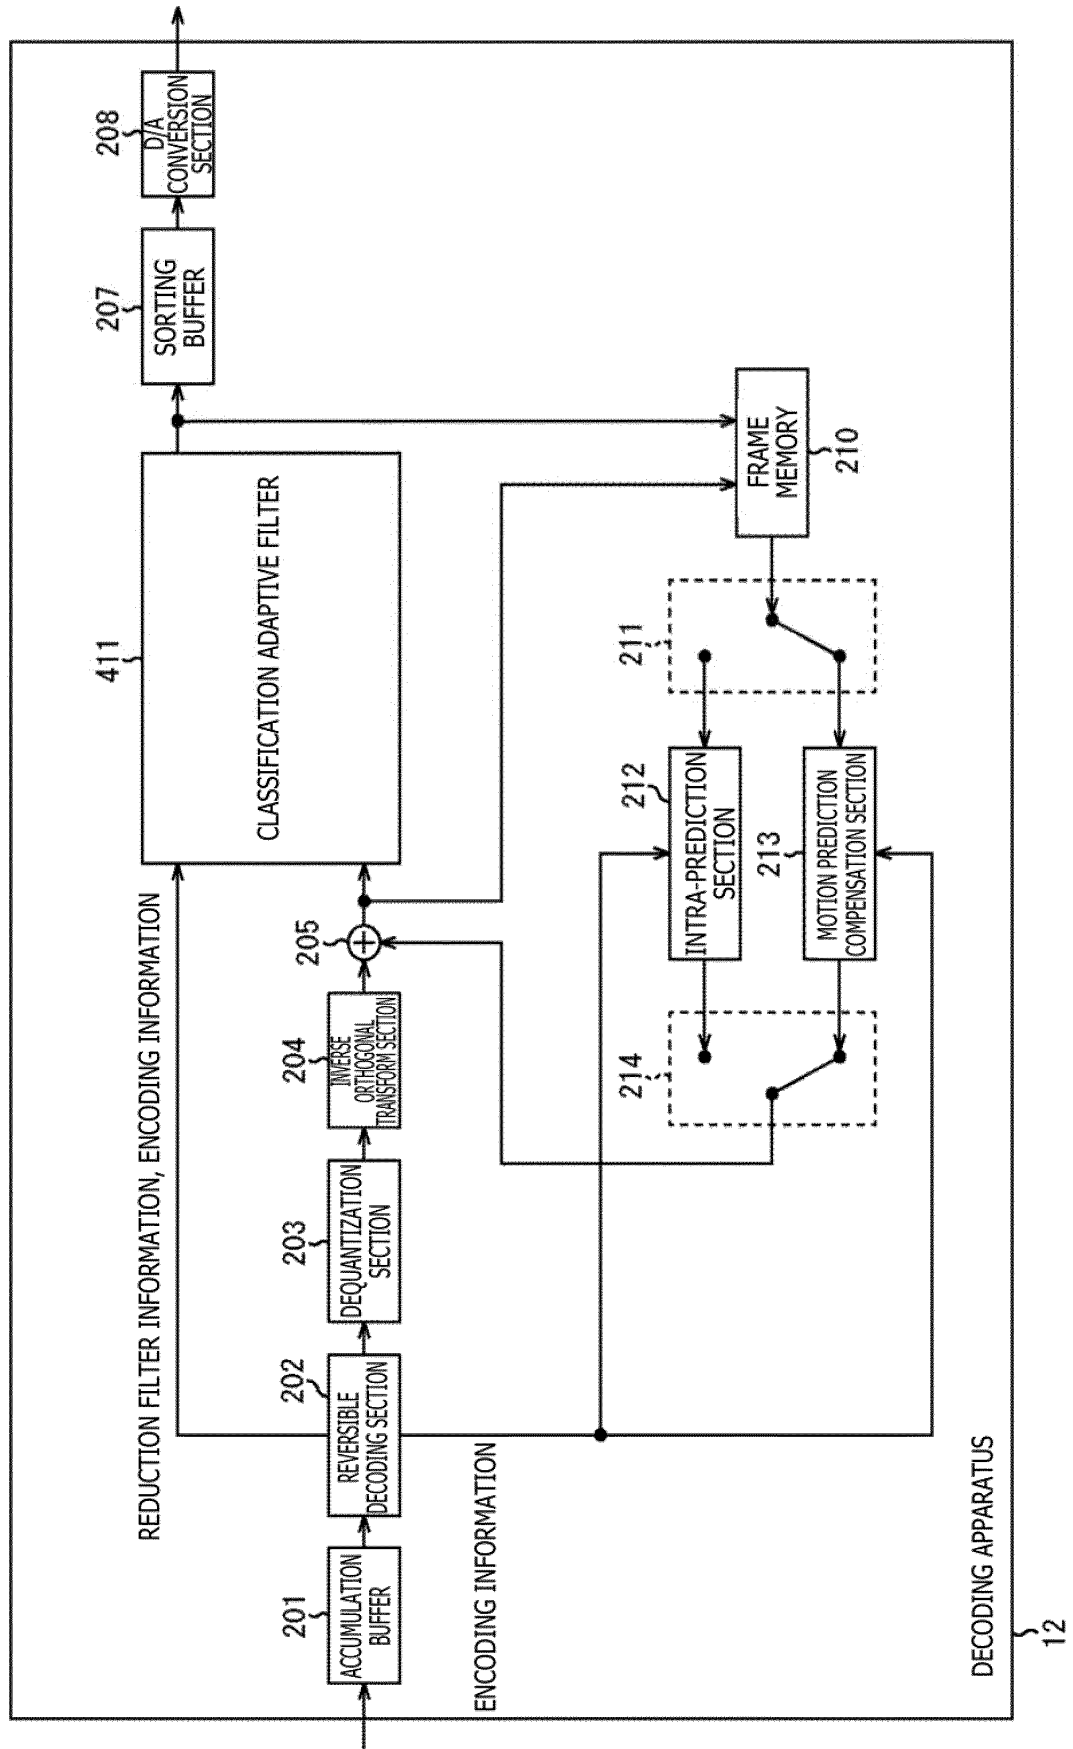 REDUCTION FILTER INFORMATION, ENCODING INFORMATION
411
CLASSIFICATION ADAPTIVE FILTER
207
SORTING
BUFFER
208
D/A
CONVERSION
SECTION
201
ACCUMULATION
BUFFER
202
REVERSIBLE
DECODING SECTION
203
DEQUANTIZATION
SECTION
204
INVERSE
ORTHOGONAL
TRANSFORM SECTION
205
ENCODING INFORMATION
214
212
INTRA-PREDICTION
SECTION
211
213
MOTION PREDICTION
COMPENSATION SECTION
FRAME
MEMORY
210
DECODING APPARATUS
12